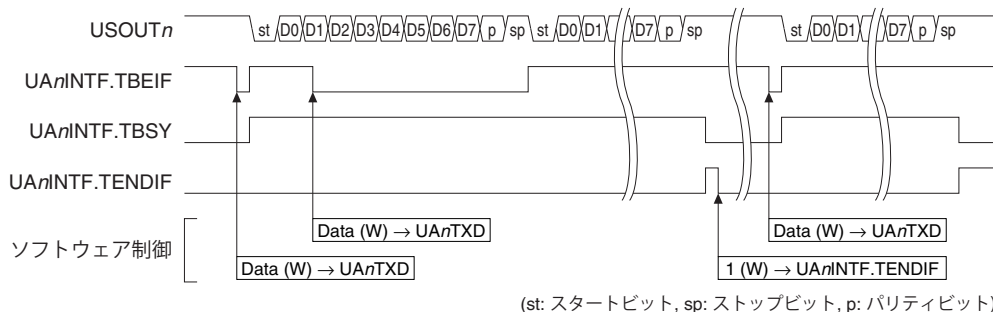 USOUTn st D0 D1 D2 D3 D4 D5 D6 D7 p sp st D0 D1 D7 p sp st D0 D1 D7 p sp
UAnINTF.TBEIF
UAnINTF.TBSY
UAnINTF.TENDIF
ソフトウェア制御
Data (W) → UAnTXD Data (W) → UAnTXD
Data (W) → UAnTXD 1 (W) → UAnINTF.TENDIF
(st: スタートビット, sp: ストップビット, p: パリティビット)